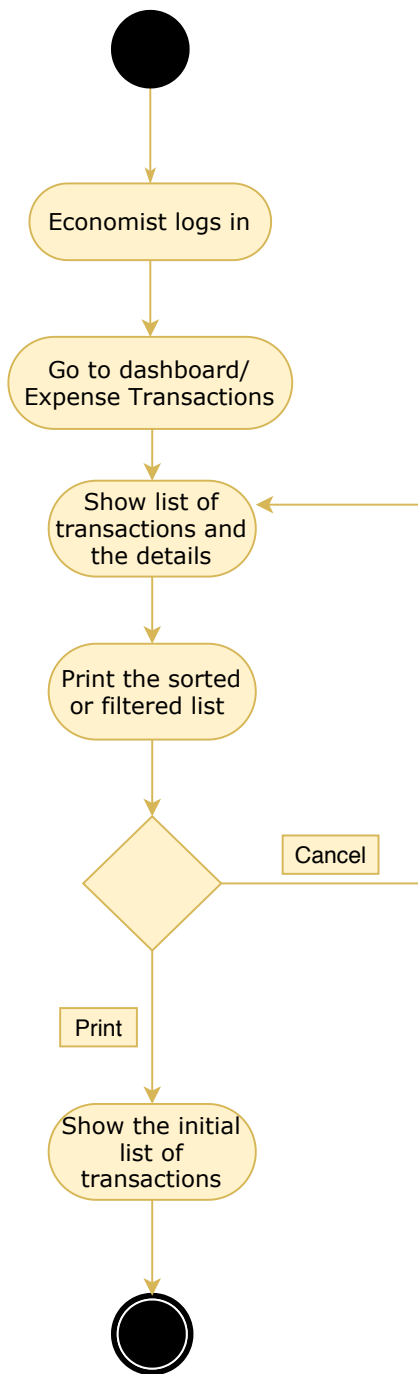 Economist logs in
Go to dashboard/
Expense Transactions
Show list of
transactions and
the details
Print the sorted
or filtered list
Cancel
Print
Show the initial
list of
transactions